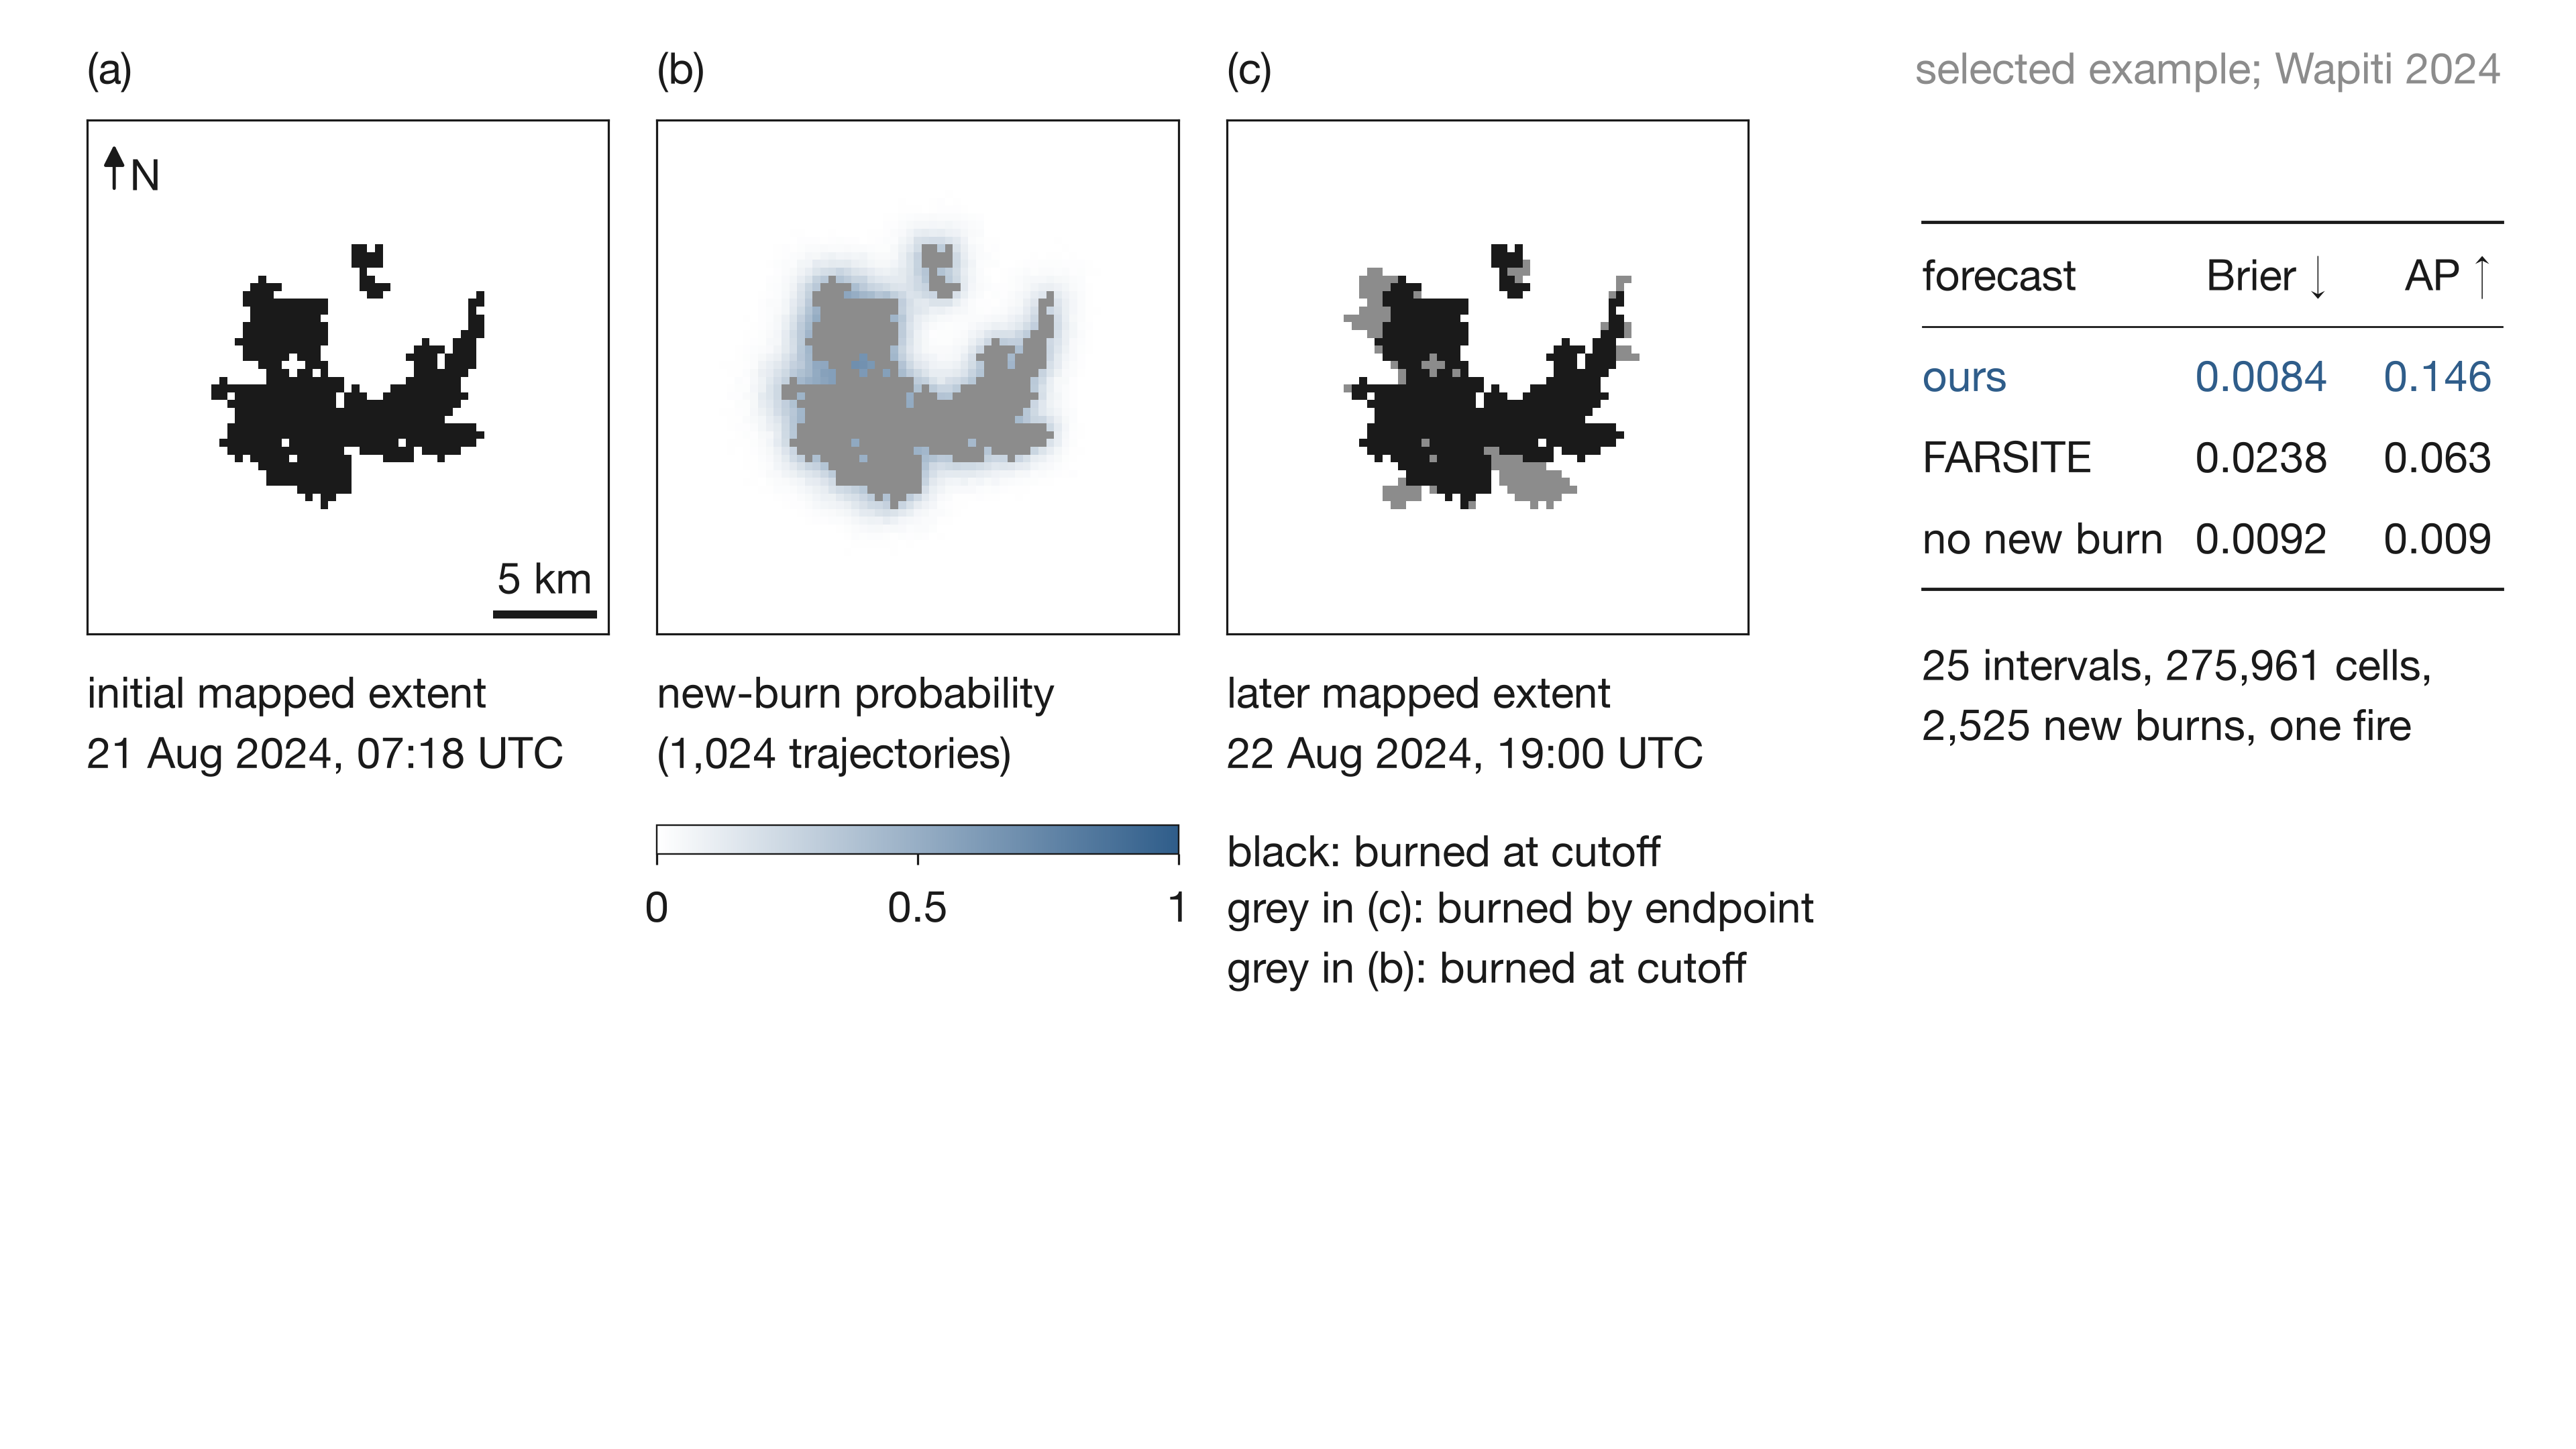 (a)
(b)
(c)
selected example; Wapiti 2024
N
5 km
initial mapped extent
21 Aug 2024, 07:18 UTC
new-burn probability
(1,024 trajectories)
0 0.5 1
later mapped extent
22 Aug 2024, 19:00 UTC
black: burned at cutoff
grey in (c): burned by endpoint
grey in (b): burned at cutoff
forecast Brier ↓ AP ↑
ours 0.0084 0.146
FARSITE 0.0238 0.063
no new burn 0.0092 0.009
25 intervals, 275,961 cells,
2,525 new burns, one fire